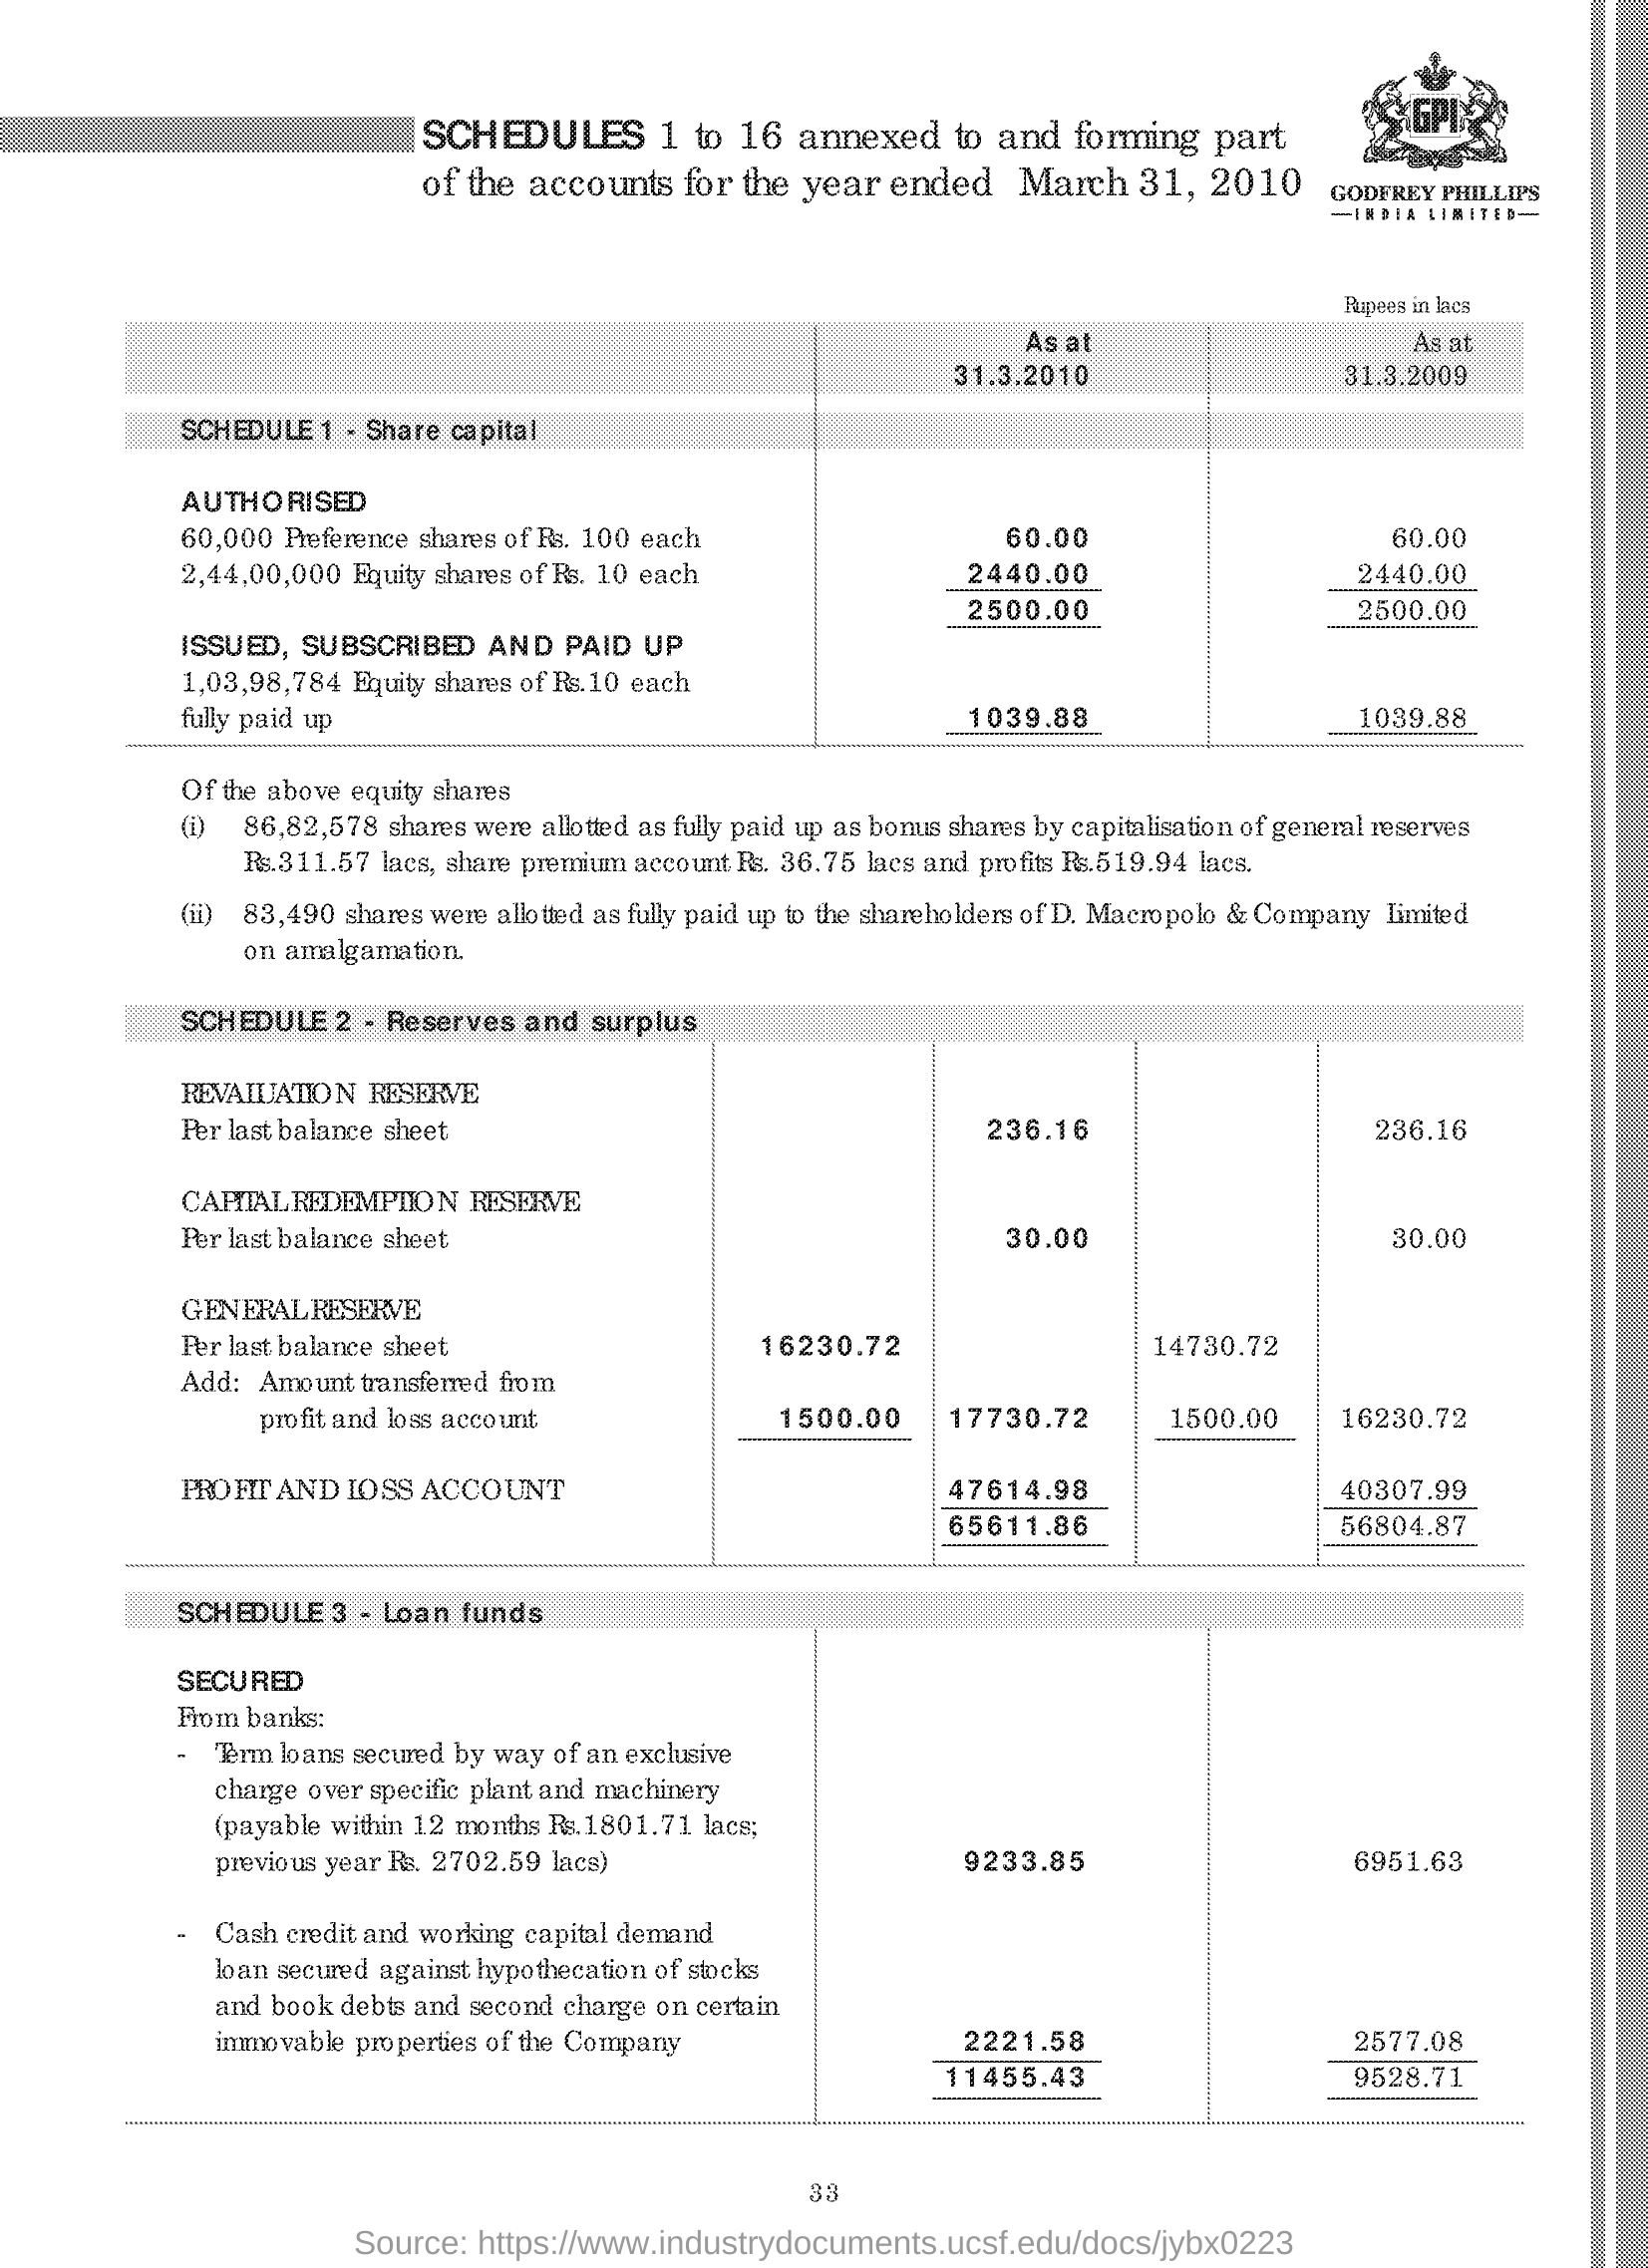 SCHEDULES 1 to 16 annexed to and forming part
of the accounts for the year ended March 31, 2010
GPI
GODFREY PHILLIPS
INDIA LIMITED
Rupees in lacs
As at As at
31.3.2010 31.3.2009
SCHEDULE 1 - Share capital
AUTHORISED
60,000 Preference shares of Rs. 100 each 60.00 60.00
2,44,00,000 Equity shares of Rs. 10 each 2440.00 2440.00
2500.00 2500.00
ISSUED, SUBSCRIBED AND PAID UP
1,03,98,784 Equity shares of Rs.10 each
fully paid up 1039.88 1039.88
Of the above equity shares
(i) 86,82,578 shares were allotted as fully paid up as bonus shares by capitalisation of general reserves
Rs.311.57 lacs, share premium account Rs. 36.75 lacs and profits Rs.519.94 lacs.
(ii) 83,490 shares were allotted as fully paid up to the shareholders of D. Macropolo & Company Limited
on amalgamation.
SCHEDULE 2 - Reserves and surplus
REVALUATION RESERVE
Per last balance sheet 236.16 236.16
CAPITAL REDEMPTION RESERVE
Per last balance sheet 30.00 30.00
GENERAL RESERVE
Per last balance sheet 16230.72 14730.72
Add: Amount transferred from
profit and loss account 1500.00 17730.72 1500.00 16230.72
PROFIT AND LOSS ACCOUNT 47614.98 40307.99
65611.86 56804.87
SCHEDULE 3 - Loan funds
SECURED
From banks:
- Term loans secured by way of an exclusive
charge over specific plant and machinery
(payable within 12 months Rs.1801.71 lacs;
previous year Rs. 2702.59 lacs) 9233.85 6951.63
- Cash credit and working capital demand
loan secured against hypothecation of stocks
and book debts and second charge on certain
immovable properties of the Company 2221.58 2577.08
11455.43 9528.71
33
Source: https://www.industrydocuments.ucsf.edu/docs/jybx0223